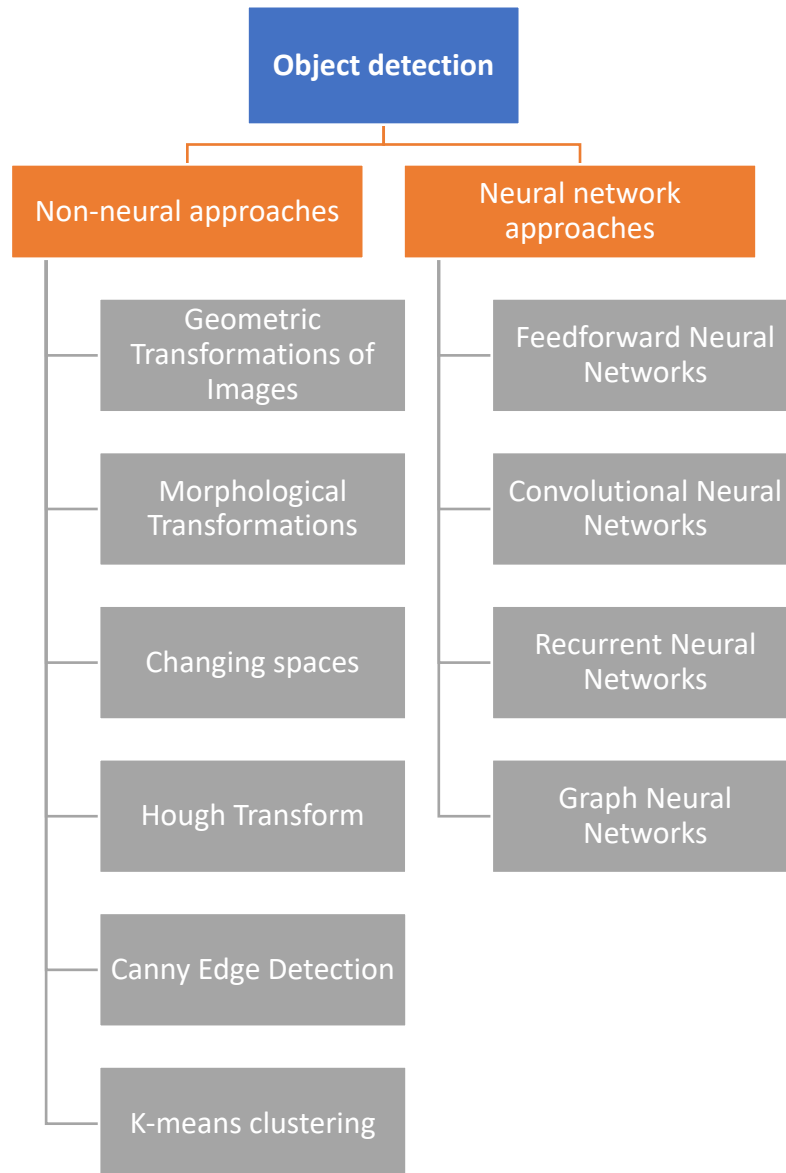 Object detection
Non-neural approaches
Geometric
Transformations of
Images
Morphological
Transformations
Changing spaces
Hough Transform
Canny Edge Detection
K-means clustering
Neural network
approaches
Feedforward Neural
Networks
Convolutional Neural
Networks
Recurrent Neural
Networks
Graph Neural
Networks